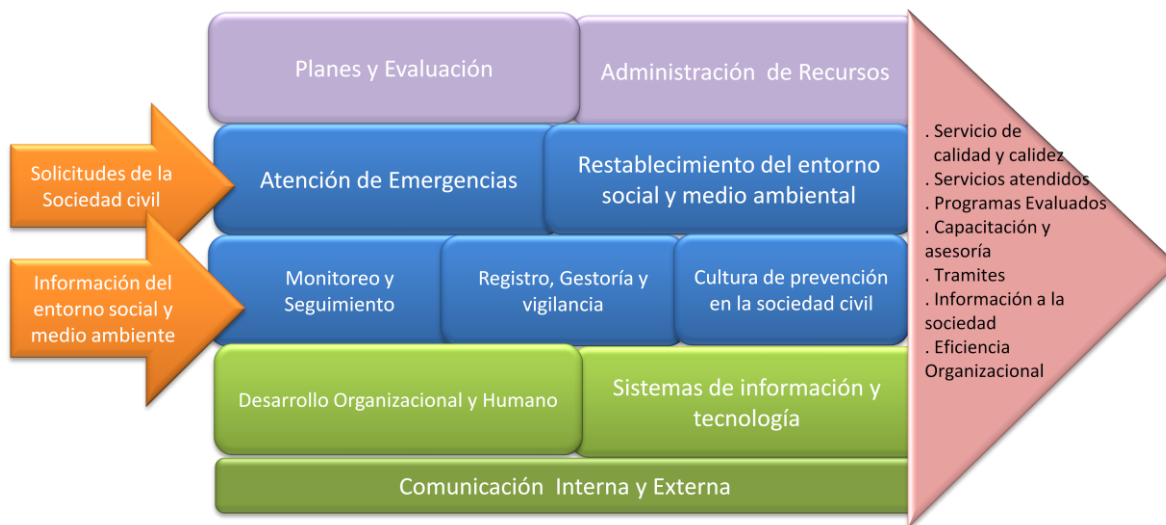 Planes y Evaluación
Administración de Recursos
Solicitudes de la
Sociedad civil
Atención de Emergencias
Restablecimiento del entorno
social y medio ambiental
Información del
entorno social y
medio ambiente
Monitoreo y
Seguimiento
Registro, Gestoría y
vigilancia
Cultura de prevención
en la sociedad civil
Desarrollo Organizacional y Humano
Sistemas de información y
tecnología
Comunicación Interna y Externa
. Servicio de
calidad y calidez
. Servicios atendidos
. Programas Evaluados
. Capacitación y
asesoría
. Tramites
. Información a la
sociedad
. Eficiencia
Organizacional